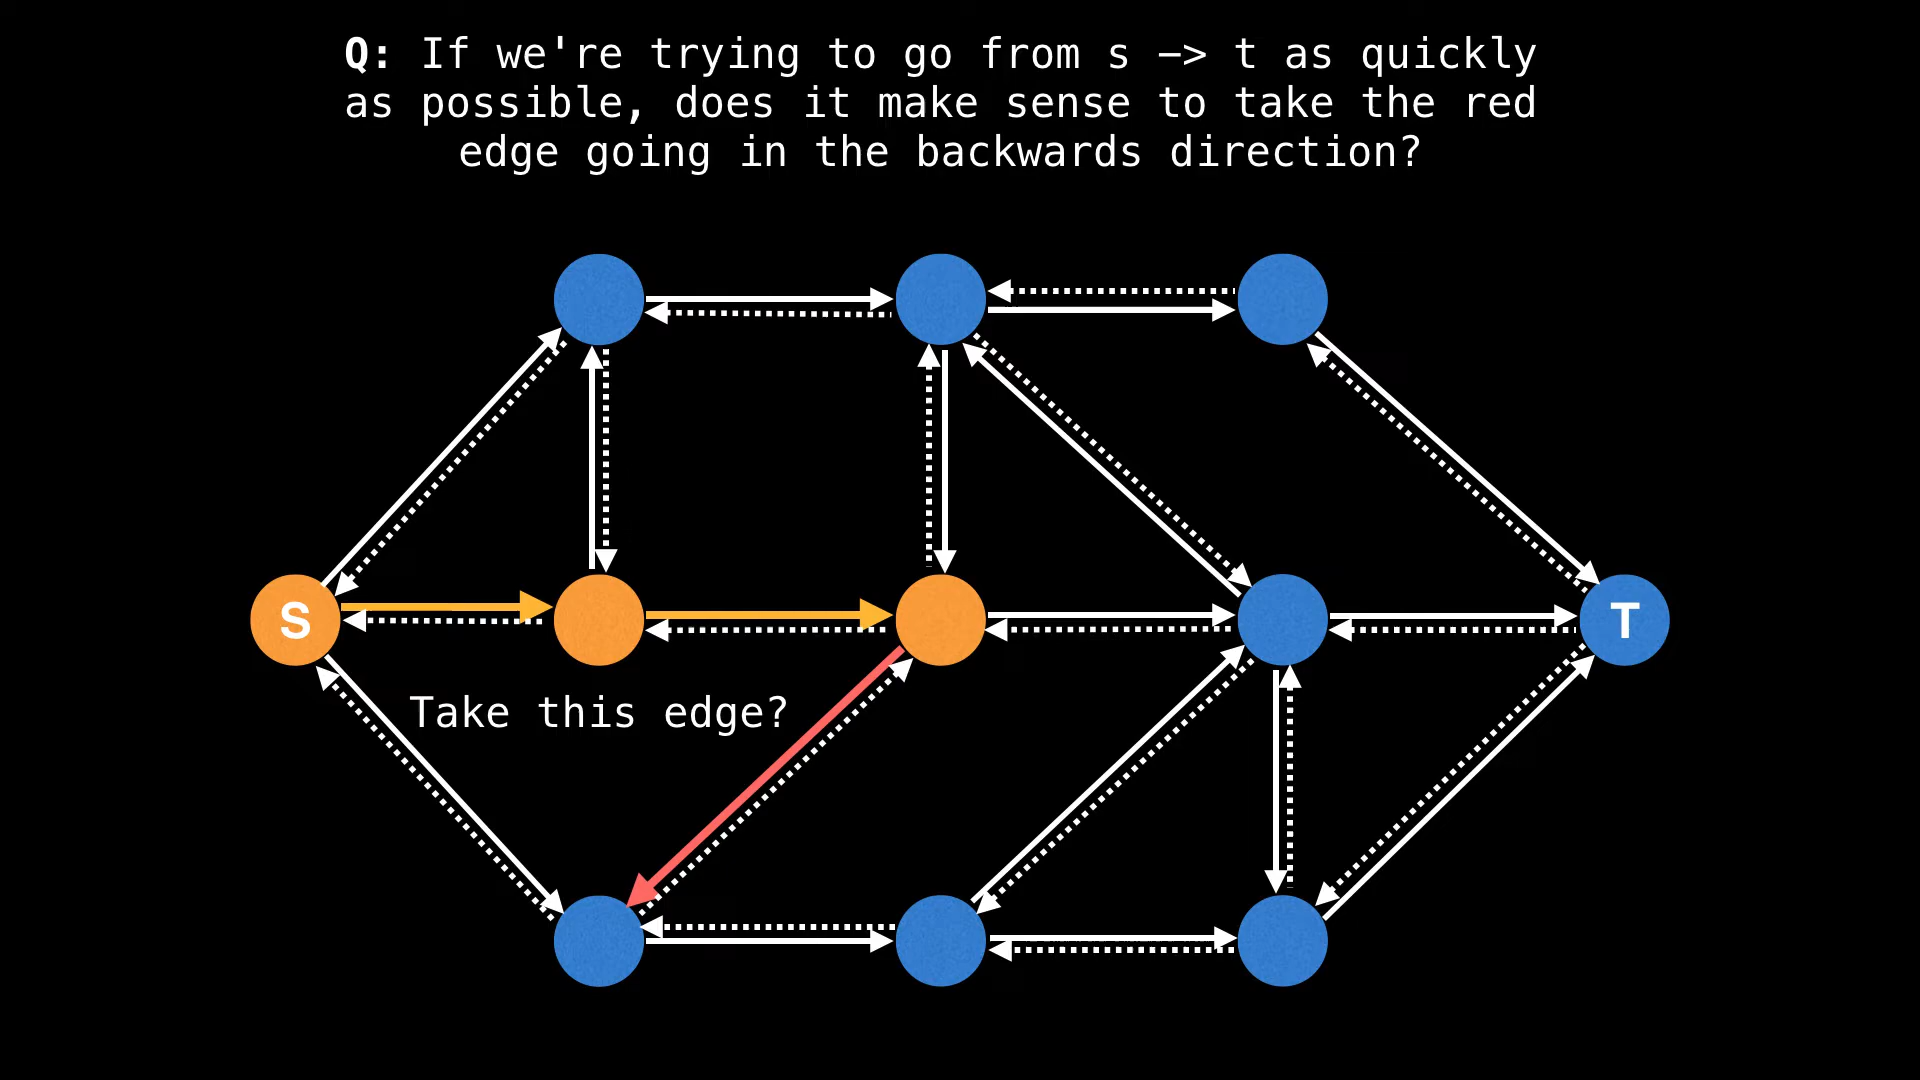 Q: If we're trying to go from s –> t as quickly
as possible, does it make sense to take the red
edge going in the backwards direction?
S
T
Take this edge?